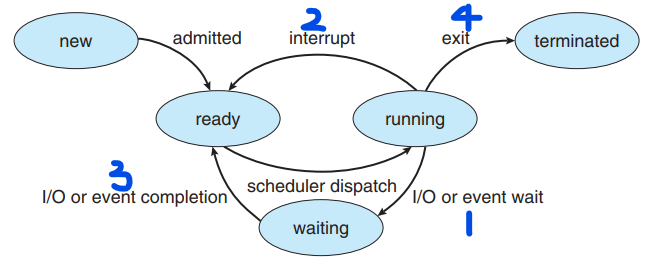 2
4
new
admitted
interrupt
exit
terminated
ready
running
3
I/O or event completion
scheduler dispatch
I/O or event wait
waiting
1